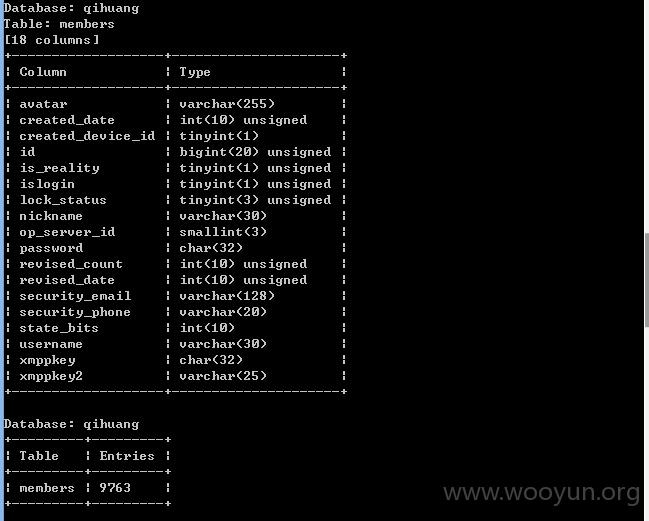 Database: qihuang
Table: members
[18 columns]
+-------------------+---------------------+
¦ Column            ¦ Type                ¦
+-------------------+---------------------+
¦ avatar            ¦ varchar(255)        ¦
¦ created_date      ¦ int(10) unsigned    ¦
¦ created_device_id ¦ tinyint(1)          ¦
¦ id                ¦ bigint(20) unsigned ¦
¦ is_reality        ¦ tinyint(1) unsigned ¦
¦ islogin           ¦ tinyint(1) unsigned ¦
¦ lock_status       ¦ tinyint(3) unsigned ¦
¦ nickname          ¦ varchar(30)         ¦
¦ op_server_id      ¦ smallint(3)         ¦
¦ password          ¦ char(32)            ¦
¦ revised_count     ¦ int(10) unsigned    ¦
¦ revised_date      ¦ int(10) unsigned    ¦
¦ security_email    ¦ varchar(128)        ¦
¦ security_phone    ¦ varchar(20)         ¦
¦ state_bits        ¦ int(10)             ¦
¦ username          ¦ varchar(30)         ¦
¦ xmppkey           ¦ char(32)            ¦
¦ xmppkey2          ¦ varchar(25)         ¦
+-------------------+---------------------+
Database: qihuang
+---------+---------+
¦ Table   ¦ Entries ¦
+---------+---------+
¦ members ¦ 9763    ¦
+---------+---------+
www.wooyun.org